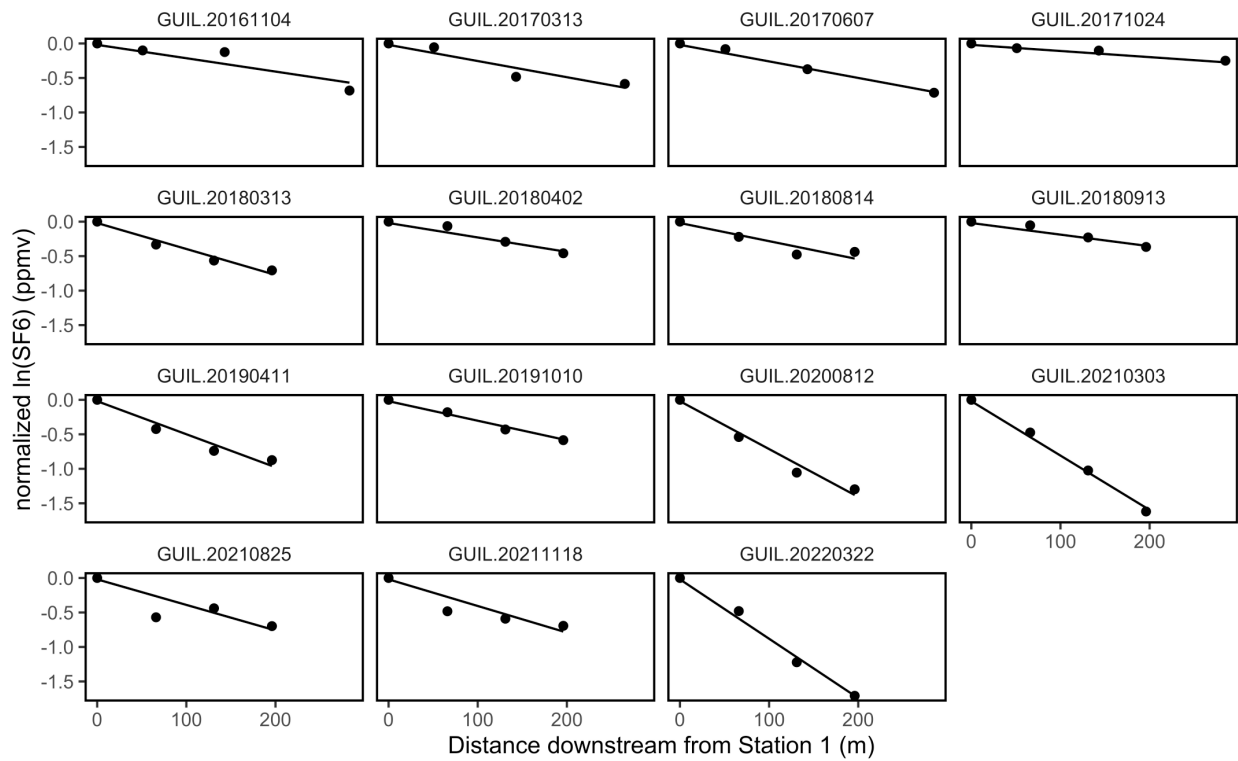 GUIL.20161104 GUIL.20170313 GUIL.20170607 GUIL.20171024
0.0
-0.5
-1.0
-1.5
GUIL.20180313 GUIL.20180402 GUIL.20180814 GUIL.20180913
0.0
-0.5
-1.0
-1.5
normalized ln(SF6) (ppmv)
GUIL.20190411 GUIL.20191010 GUIL.20200812 GUIL.20210303
0.0
-0.5
-1.0
-1.5
0 100 200
GUIL.20210825 GUIL.20211118 GUIL.20220322
0.0
-0.5
-1.0
-1.5
0 100 200 0 100 200 0 100 200
Distance downstream from Station 1 (m)